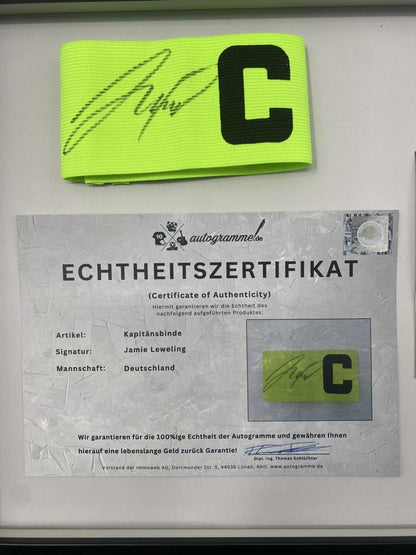 C
autogramme.de
ECHTHEITSZERTIFIKAT
(Certificate of Authenticity)
Hiermit garantieren wir die Echtheit des
nachfolgend aufgeführten Produktes:
Artikel: Kapitänsbinde
Signatur: Jamie Leweling
Mannschaft: Deutschland
C
Wir garantieren für die 100%ige Echtheit der Autogramme und gewähren Ihnen
hierauf eine lebenslange Geld zurück Garantie!
Dipl. Ing. Thomas Schlüchter
Vorstand der immoweb AG, Dortmunder Str. 5, 44536 Lünen, Abtl. www.autogramme.de